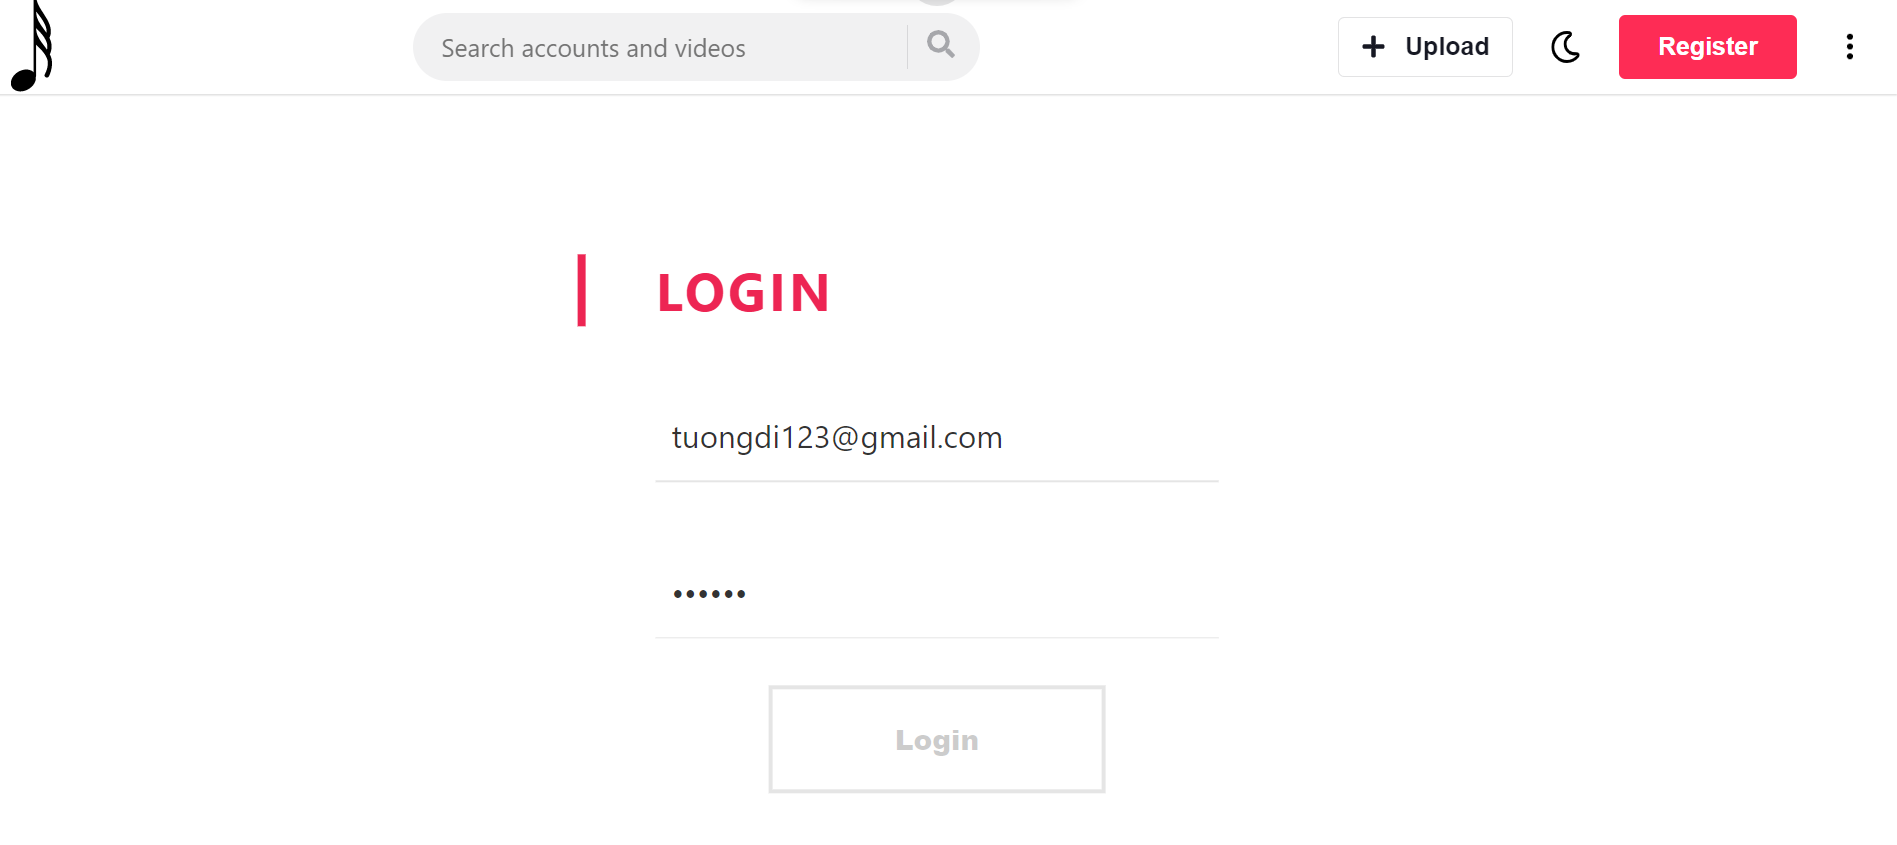 Search accounts and videos
Upload
Register
LOGIN
tuongdi123@gmail.com
••••••
Login